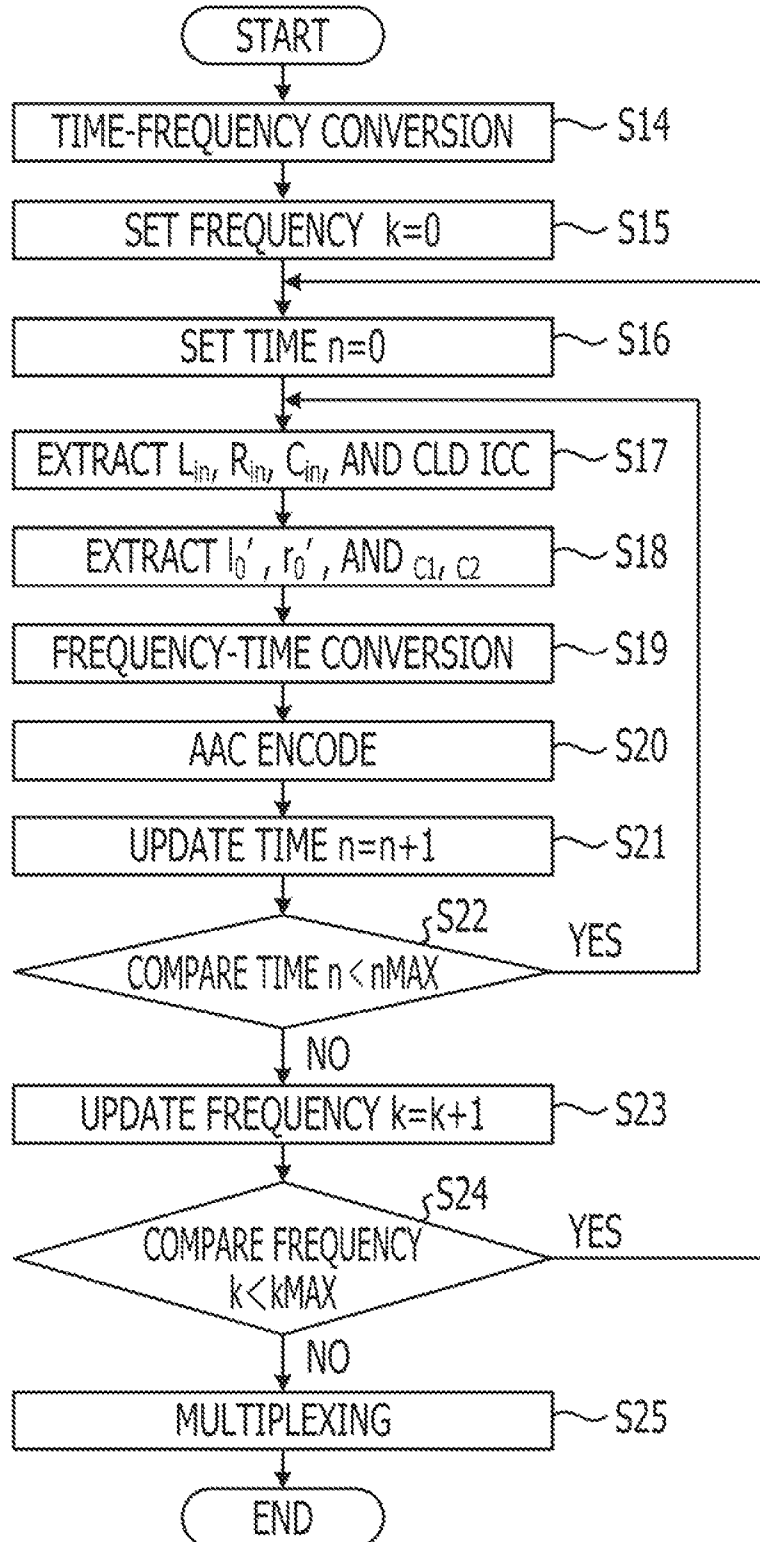 START
TIME-FREQUENCY CONVERSION S14
SET FREQUENCY k=0 S15
SET TIME n=0 S16
EXTRACT Lin, Rin, Cin, AND CLD ICC S17
EXTRACT l0', r0', AND C1, C2 S18
FREQUENCY-TIME CONVERSION S19
AAC ENCODE S20
UPDATE TIME n=n+1 S21
S22
COMPARE TIME n<nMAX YES
NO
UPDATE FREQUENCY k=k+1 S23
S24
COMPARE FREQUENCY YES
k<kMAX
NO
MULTIPLEXING S25
END